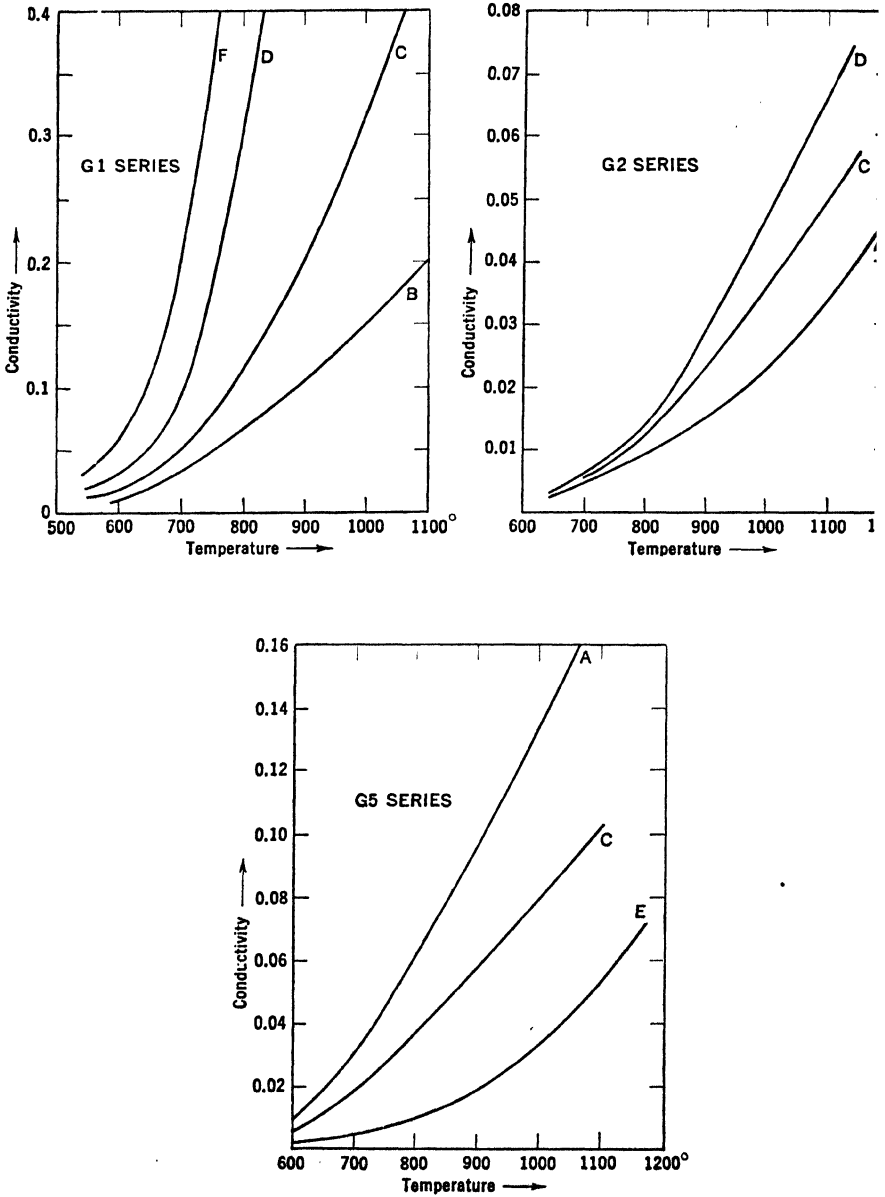 0.4
0.3
0.2
0.1
0
F
D
C
B
G1 SERIES
Conductivity
500 600 700 800 900 1000 1100°
Temperature
0.08
0.07
0.06
0.05
0.04
0.03
0.02
0.01
D
C
G2 SERIES
Conductivity
600 700 800 900 1000 1100 1
Temperature
0.16
0.14
0.12
0.10
0.08
0.06
0.04
0.02
A
C
E
G5 SERIES
Conductivity
600 700 800 900 1000 1100 1200°
Temperature